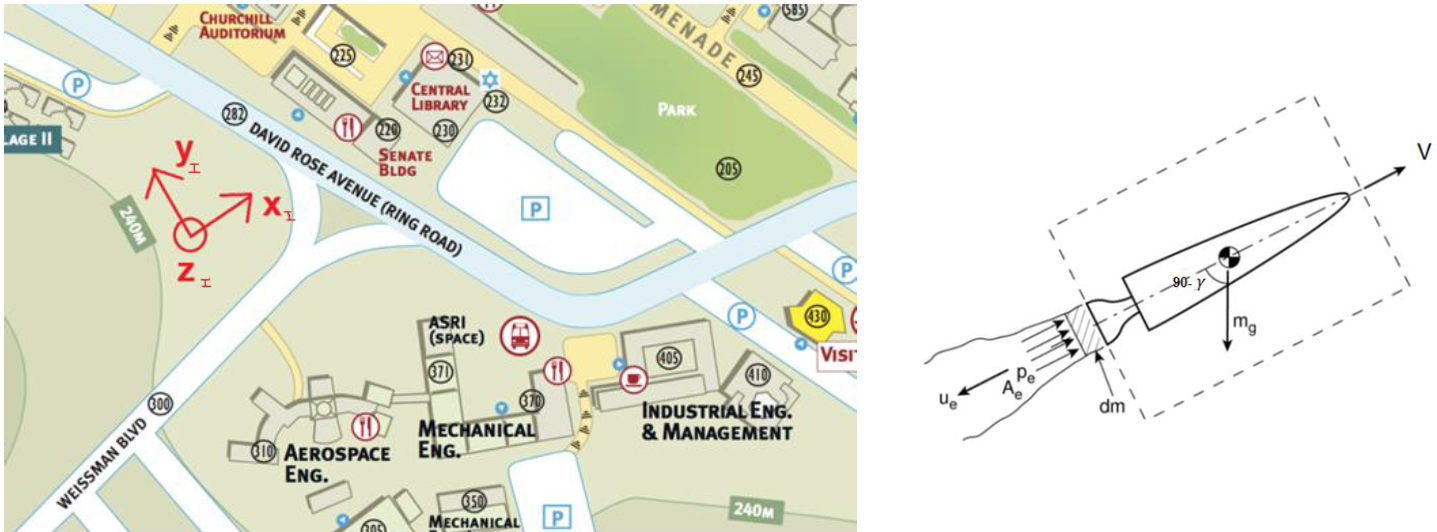 CHURCHILL
AUDITORIUM
225
231
CENTRAL
LIBRARY
232
230
220
SENATE
BLDG
282
DAVID ROSE AVENUE (RING ROAD)
MENADE
245
585
PARK
205
P
P
P
P
P
LAGE II
240M
y I
x I
z I
ASRI
(SPACE)
371
370
405
410
430
VISIT
INDUSTRIAL ENG.
& MANAGEMENT
MECHANICAL
ENG.
300
WEISSMAN BLVD
310
AEROSPACE
ENG.
350
MECHANICAL
305
240M
V
90- γ
mg
pe
Ae
ue
dm